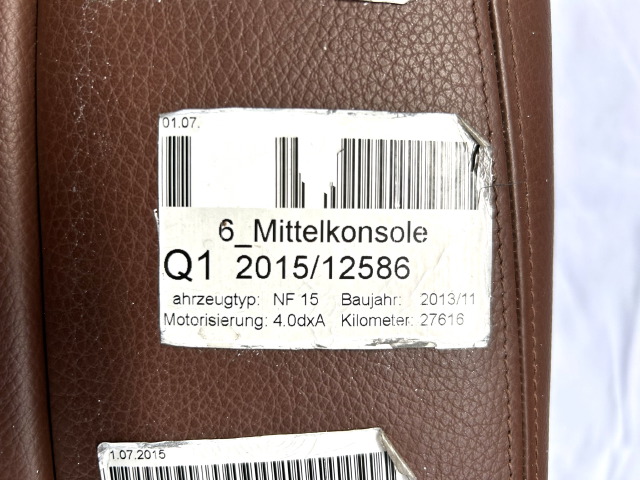 01.07.
6_Mittelkonsole
Q1 2015/12586
ahrzeugtyp: NF 15 Baujahr: 2013/11
Motorisierung: 4.0dxA Kilometer: 27616
1.07.2015